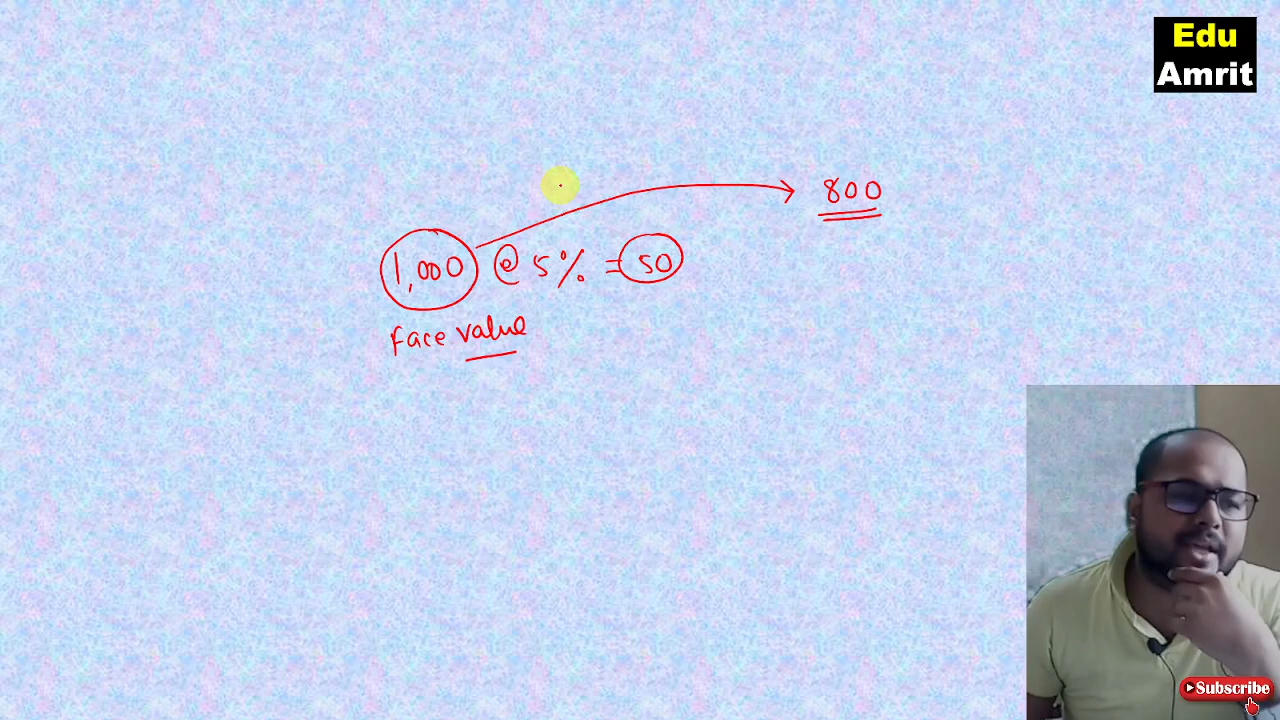 Edu
Amrit
800
1,000 @ 5% = 50
Face value
Subscribe